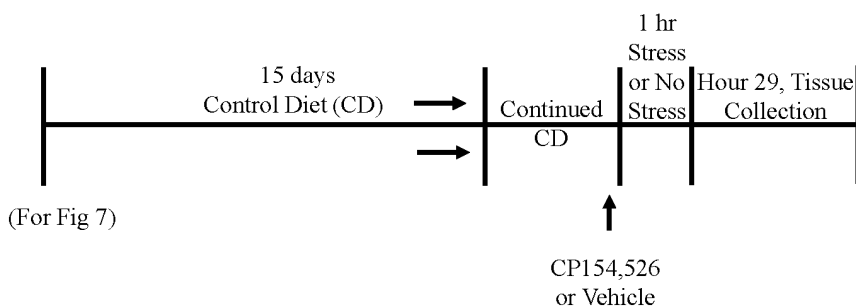 1 hr
Stress
or No
Stress
15 days
Control Diet (CD)
Continued
CD
Hour 29, Tissue
Collection
(For Fig 7)
CP154,526
or Vehicle